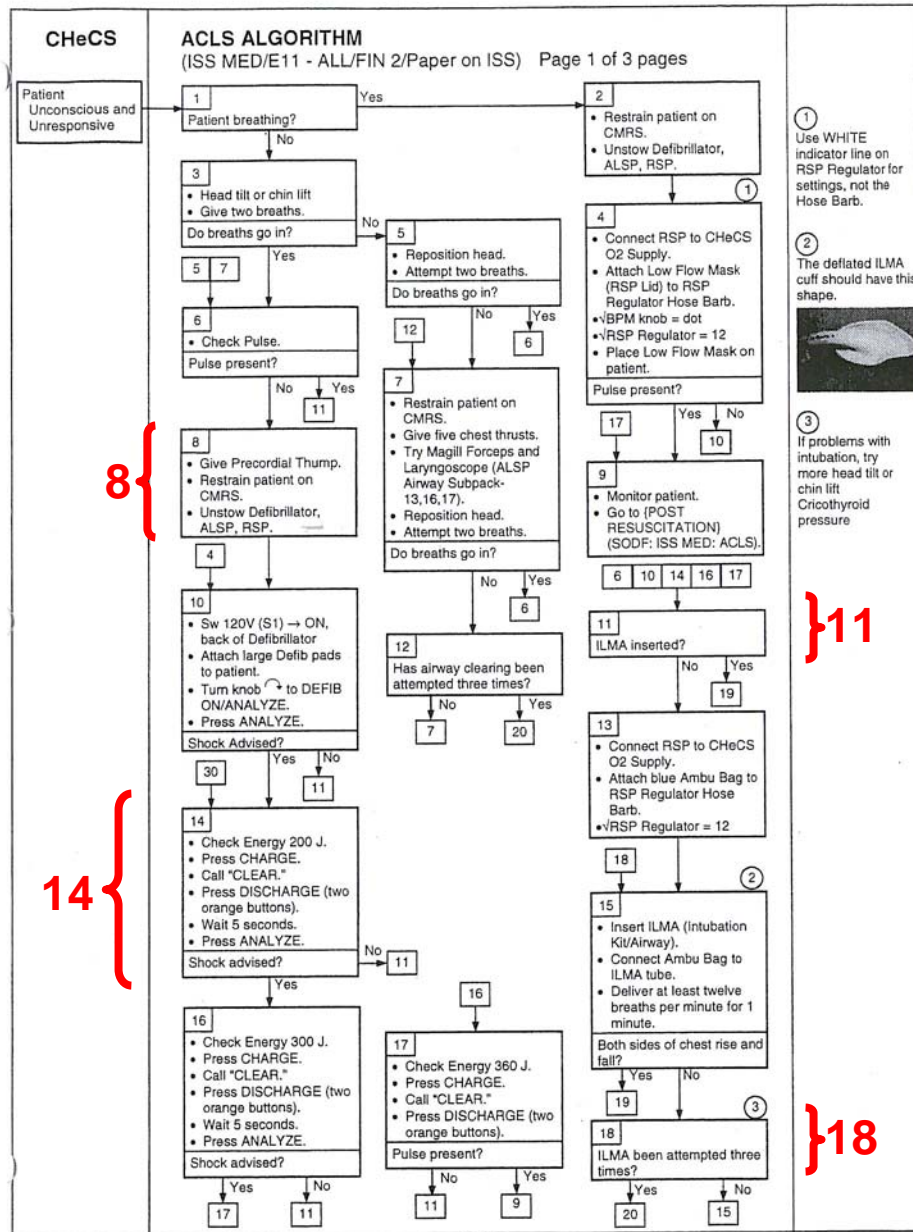 CHeCS
ACLS ALGORITHM
(ISS MED/E11 - ALL/FIN 2/Paper on ISS) Page 1 of 3 pages
Patient
Unconscious and
Unresponsive
1
Patient breathing?
Yes
No
2
• Restrain patient on
CMRS.
• Unstow Defibrillator,
ALSP, RSP.
3
• Head tilt or chin lift
• Give two breaths.
Do breaths go in?
No
Yes
1
4
• Connect RSP to CHeCS
O2 Supply.
• Attach Low Flow Mask
(RSP Lid) to RSP
Regulator Hose Barb.
•√BPM knob = dot
•√RSP Regulator = 12
• Place Low Flow Mask on
patient.
Pulse present?
Yes
No
10
17
5
• Reposition head.
• Attempt two breaths.
Do breaths go in?
No
Yes
6
12
5 7
6
• Check Pulse.
Pulse present?
No
Yes
11
7
• Restrain patient on
CMRS.
• Give five chest thrusts.
• Try Magill Forceps and
Laryngoscope (ALSP
Airway Subpack-
13,16,17).
• Reposition head.
• Attempt two breaths.
Do breaths go in?
No
Yes
6
8
8
• Give Precordial Thump.
• Restrain patient on
CMRS.
• Unstow Defibrillator,
ALSP, RSP.
4
9
• Monitor patient.
• Go to {POST
RESUSCITATION}
(SODF: ISS MED: ACLS).
6 10 14 16 17
10
• Sw 120V (S1) → ON,
back of Defibrillator
• Attach large Defib pads
to patient.
• Turn knob ↷ to DEFIB
ON/ANALYZE.
• Press ANALYZE.
Shock Advised?
Yes
No
11
30
11
ILMA inserted?
11
No
Yes
19
12
Has airway clearing been
attempted three times?
No
Yes
7
20
13
• Connect RSP to CHeCS
O2 Supply.
• Attach blue Ambu Bag to
RSP Regulator Hose
Barb.
•√RSP Regulator = 12
18
2
14
14
• Check Energy 200 J.
• Press CHARGE.
• Call "CLEAR."
• Press DISCHARGE (two
orange buttons).
• Wait 5 seconds.
• Press ANALYZE.
Shock advised?
No
11
Yes
15
• Insert ILMA (Intubation
Kit/Airway).
• Connect Ambu Bag to
ILMA tube.
• Deliver at least twelve
breaths per minute for 1
minute.
Both sides of chest rise and
fall?
Yes
No
19
3
16
• Check Energy 300 J.
• Press CHARGE.
• Call "CLEAR."
• Press DISCHARGE (two
orange buttons).
• Wait 5 seconds.
• Press ANALYZE.
Shock advised?
Yes
No
17
11
16
17
• Check Energy 360 J.
• Press CHARGE.
• Call "CLEAR."
• Press DISCHARGE (two
orange buttons).
Pulse present?
Yes
No
11
9
18
ILMA been attempted three
times?
18
Yes
No
20
15
1
Use WHITE
indicator line on
RSP Regulator for
settings, not the
Hose Barb.
2
The deflated ILMA
cuff should have this
shape.
3
If problems with
intubation, try
more head tilt or
chin lift
Cricothyroid
pressure